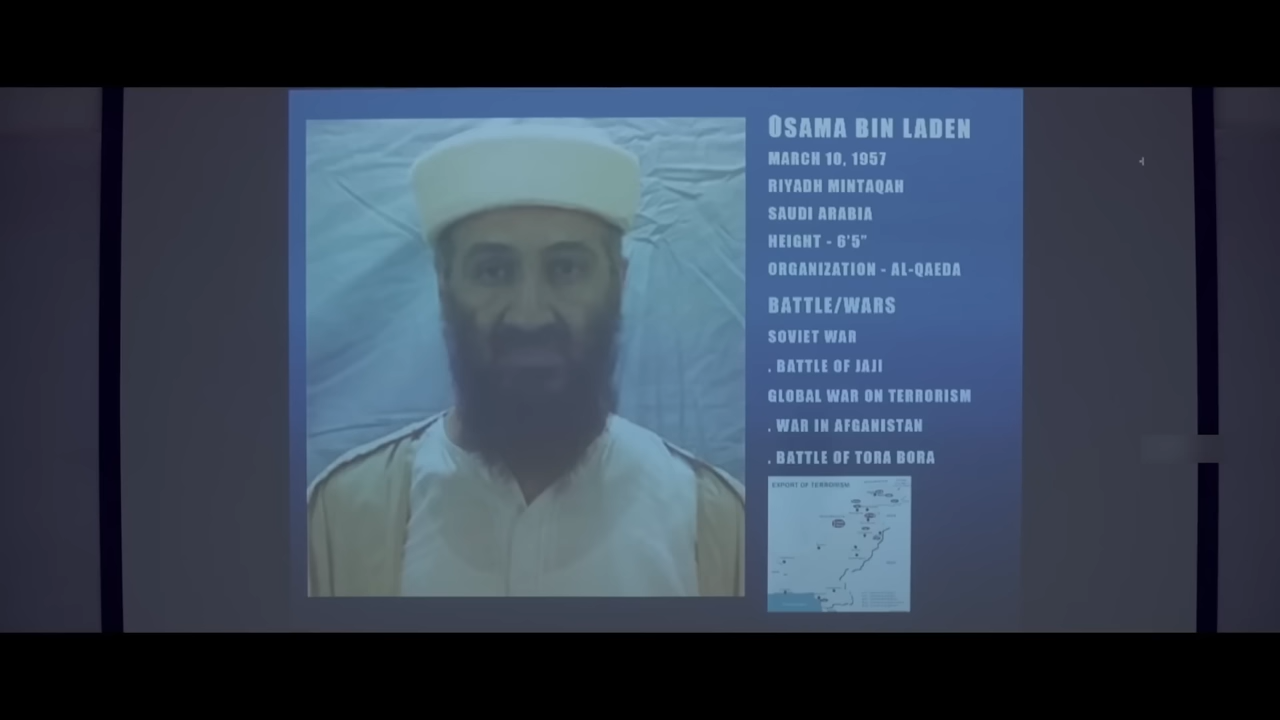 OSAMA BIN LADEN
MARCH 10, 1957
RIYADH MINTAQAH
SAUDI ARABIA
HEIGHT - 6'5"
ORGANIZATION - AL-QAEDA
BATTLE/WARS
SOVIET WAR
. BATTLE OF JAJI
GLOBAL WAR ON TERRORISM
. WAR IN AFGANISTAN
. BATTLE OF TORA BORA
EXPORT OF TERRORISM